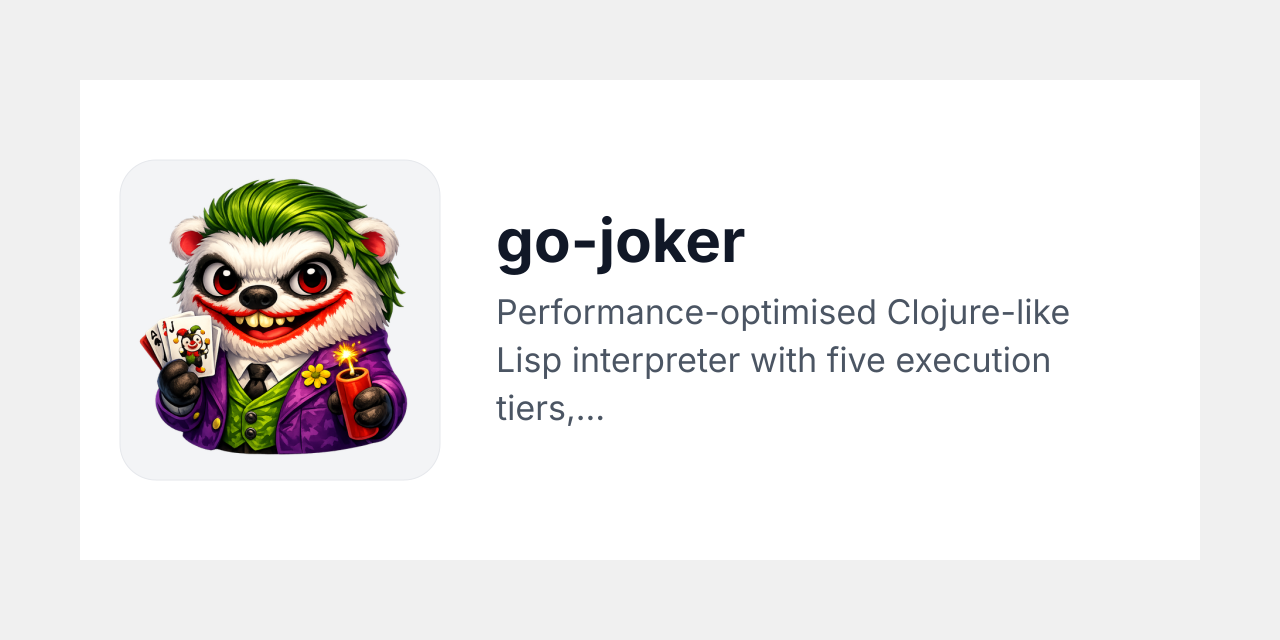 go-joker
Performance-optimised Clojure-like
Lisp interpreter with five execution
tiers,...
A
J